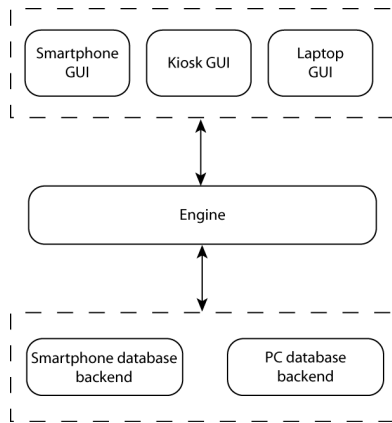 Smartphone
GUI
Kiosk GUI
Laptop
GUI
Engine
Smartphone database
backend
PC database
backend